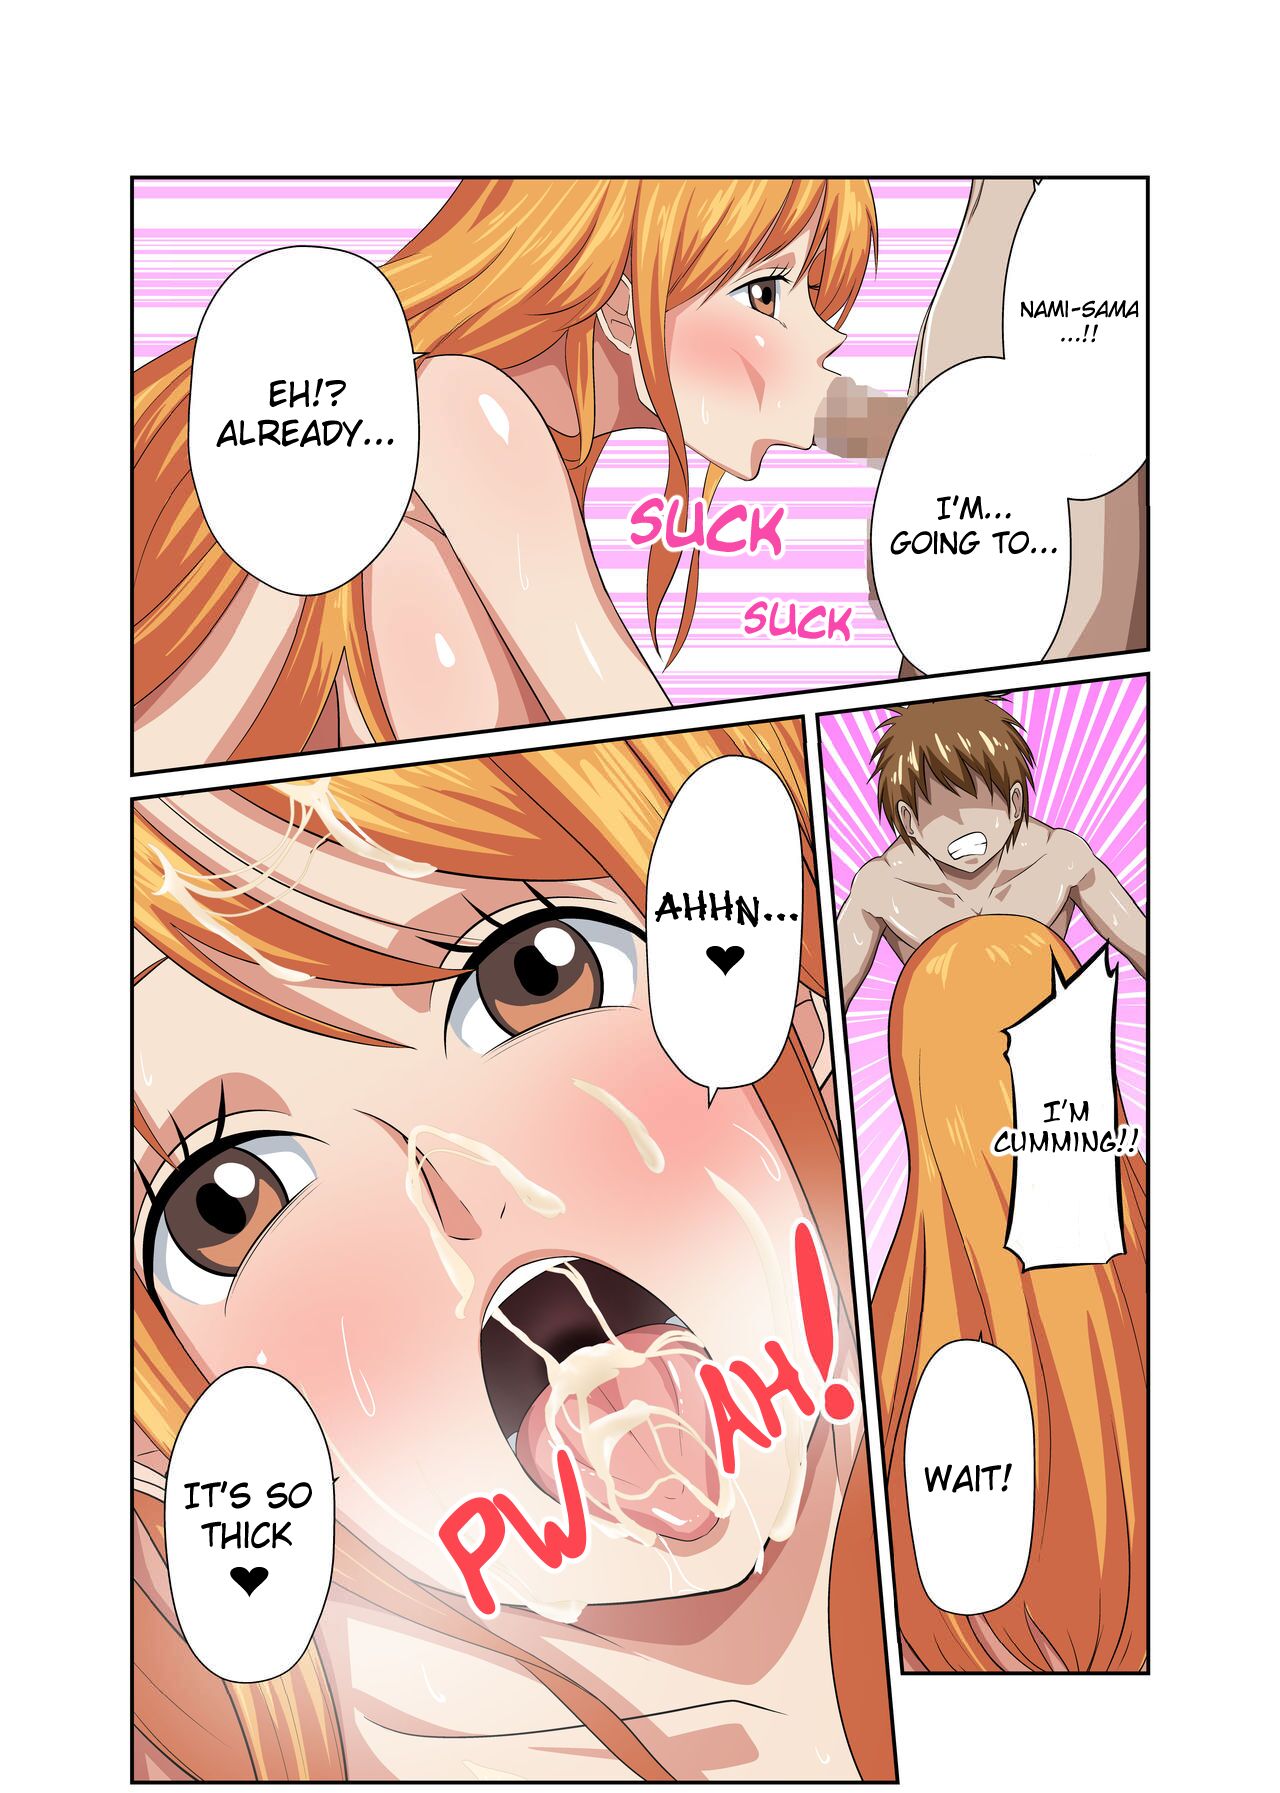 NAMI-SAMA
...!!
I'M...
GOING TO...
EH!?
ALREADY...
SUCK
SUCK
I'M
CUMMING!!
WAIT!
AHHN...
♥
PWAH!
IT'S SO
THICK
♥